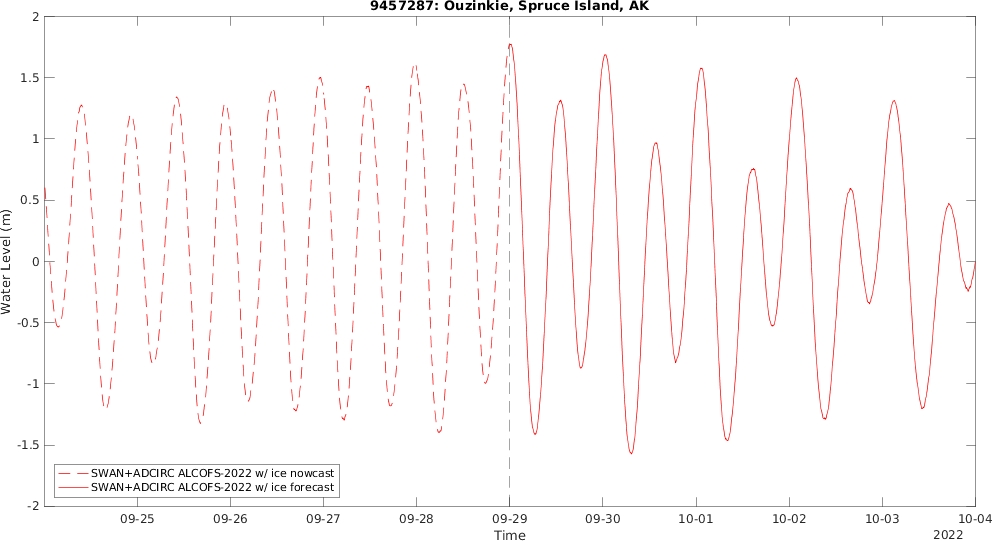 9457287: Ouzinkie, Spruce Island, AK
2
1.5
1
0.5
0
-0.5
-1
-1.5
-2
Water Level (m)
SWAN+ADCIRC ALCOFS-2022 w/ ice nowcast
SWAN+ADCIRC ALCOFS-2022 w/ ice forecast
09-25 09-26 09-27 09-28 09-29 09-30 10-01 10-02 10-03 10-04
Time
2022